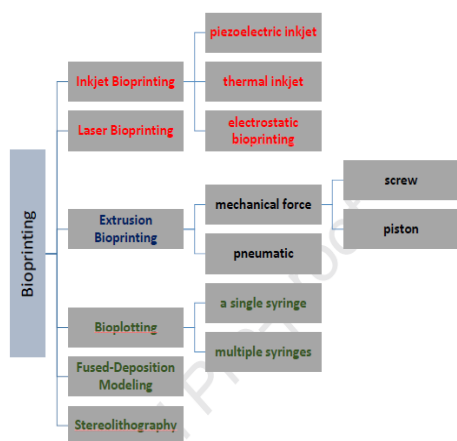 piezoelectric inkjet
Inkjet Bioprinting
thermal inkjet
Laser Bioprinting
electrostatic
bioprinting
Bioprinting
screw
Extrusion
Bioprinting
mechanical force
piston
pneumatic
a single syringe
Bioplotting
multiple syringes
Fused-Deposition
Modeling
Stereolithography